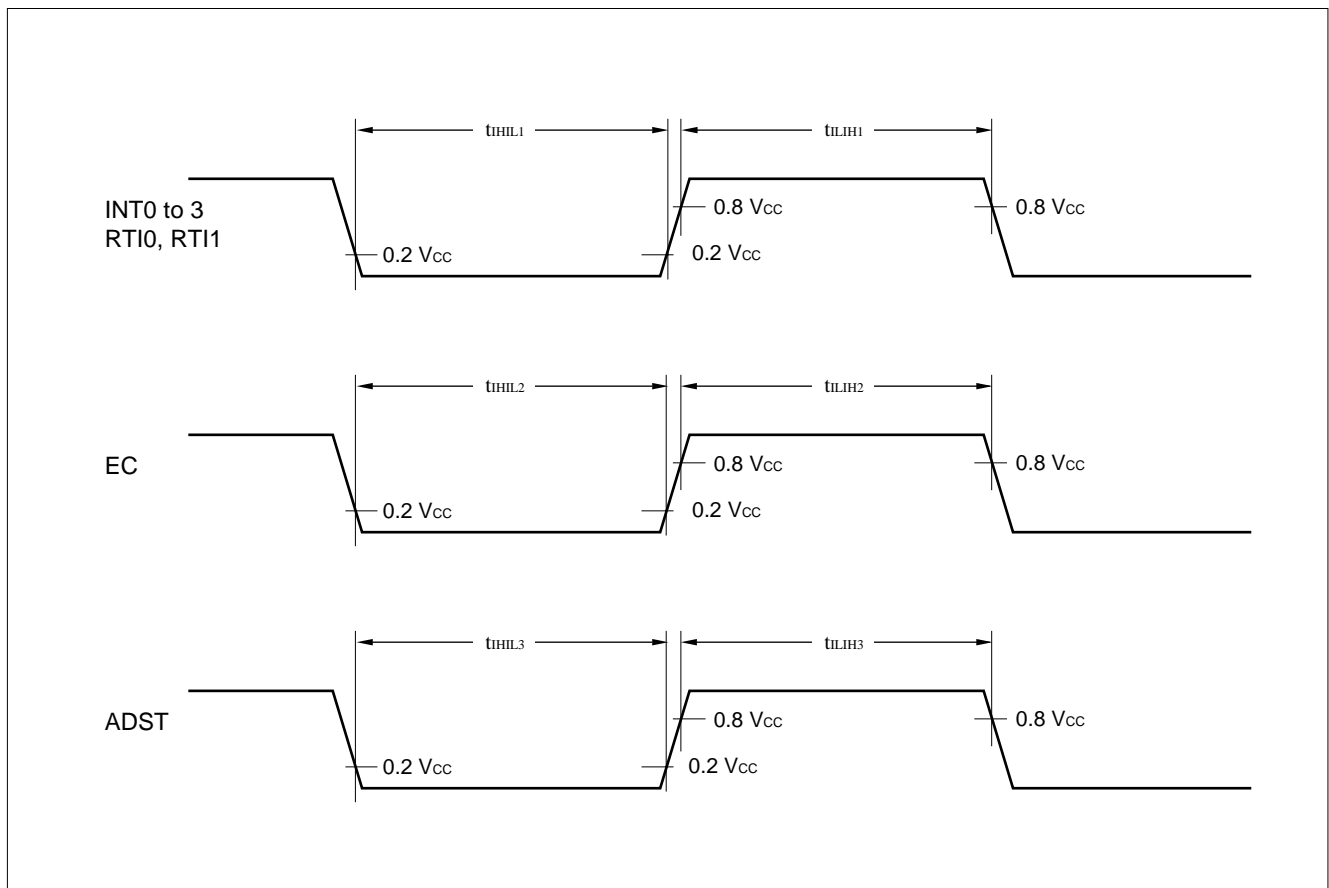 tIHIL1 tILIH1
INT0 to 3
RTI0, RTI1
0.8 VCC 0.8 VCC
0.2 VCC 0.2 VCC
tIHIL2 tILIH2
EC
0.8 VCC 0.8 VCC
0.2 VCC 0.2 VCC
tIHIL3 tILIH3
ADST
0.8 VCC 0.8 VCC
0.2 VCC 0.2 VCC